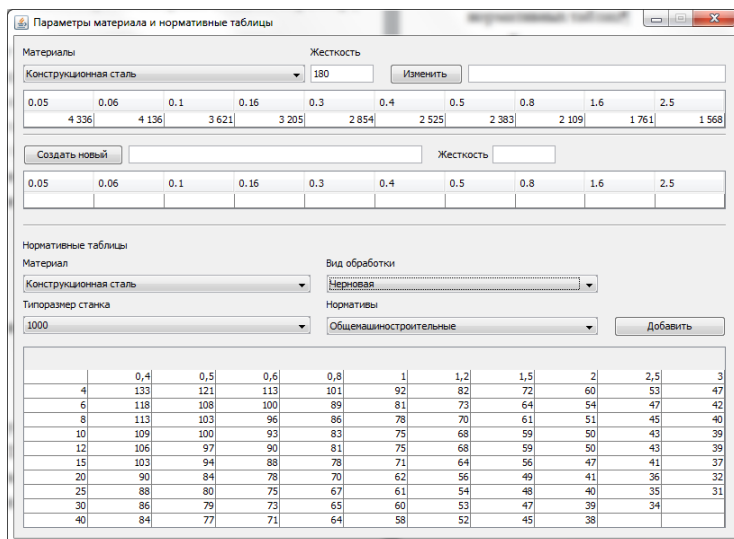 Параметры материала и нормативные таблицы
Материалы Жесткость
Конструкционная сталь 180 Изменить
0.05 0.06 0.1 0.16 0.3 0.4 0.5 0.8 1.6 2.5
4 336 4 136 3 621 3 205 2 854 2 525 2 383 2 109 1 761 1 568
Создать новый Жесткость
0.05 0.06 0.1 0.16 0.3 0.4 0.5 0.8 1.6 2.5
Нормативные таблицы
Материал Вид обработки
Конструкционная сталь Черновая
Типоразмер станка Нормативы
1000 Общемашиностроительные Добавить
0,4 0,5 0,6 0,8 1 1,2 1,5 2 2,5 3
4 133 121 113 101 92 82 72 60 53 47
6 118 108 100 89 81 73 64 54 47 42
8 113 103 96 86 78 70 61 51 45 40
10 109 100 93 83 75 68 59 50 43 39
12 106 97 90 81 75 68 59 50 43 39
15 103 94 88 78 71 64 56 47 41 37
20 90 84 78 70 62 56 49 41 36 32
25 88 80 75 67 61 54 48 40 35 31
30 86 79 73 65 60 53 47 39 34
40 84 77 71 64 58 52 45 38